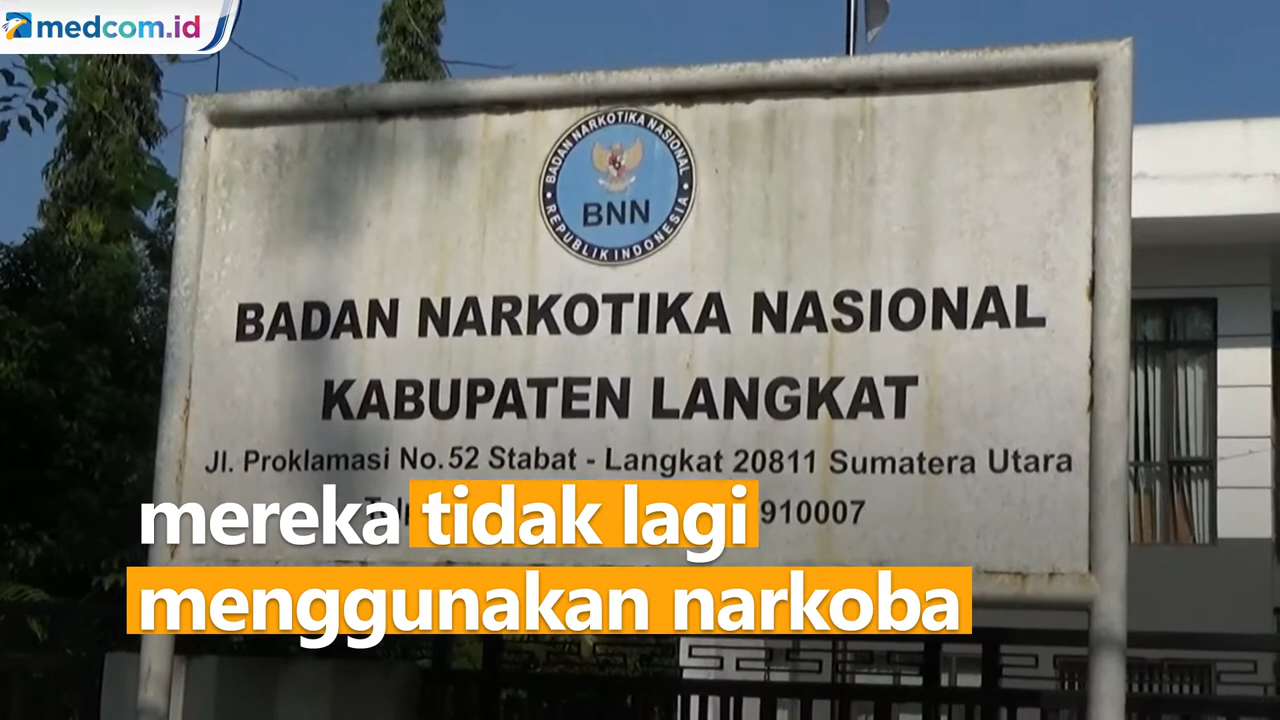 medcom.id
BADAN NARKOTIKA NASIONAL
REPUBLIK INDONESIA
BNN
BADAN NARKOTIKA NASIONAL
KABUPATEN LANGKAT
Jl. Proklamasi No. 52 Stabat - Langkat 20811 Sumatera Utara
910007
mereka tidak lagi
menggunakan narkoba